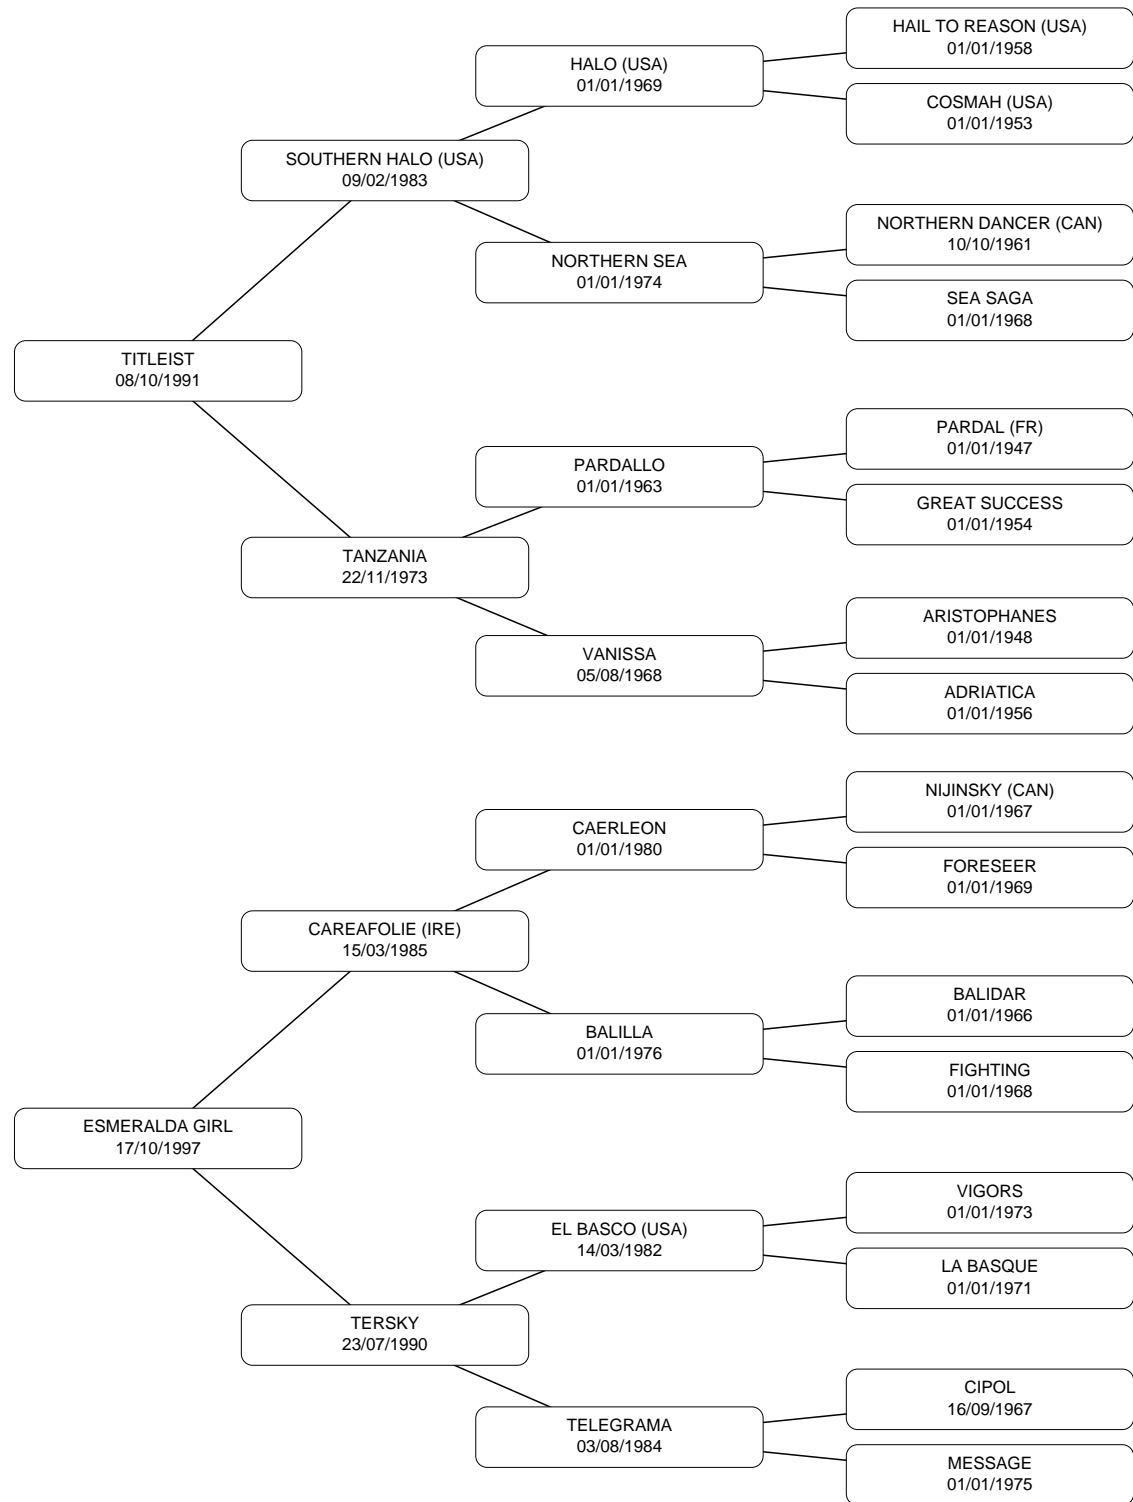 HAIL TO REASON (USA)
01/01/1958
HALO (USA)
01/01/1969
COSMAH (USA)
01/01/1953
SOUTHERN HALO (USA)
09/02/1983
NORTHERN DANCER (CAN)
10/10/1961
NORTHERN SEA
01/01/1974
SEA SAGA
01/01/1968
TITLEIST
08/10/1991
PARDAL (FR)
01/01/1947
PARDALLO
01/01/1963
GREAT SUCCESS
01/01/1954
TANZANIA
22/11/1973
ARISTOPHANES
01/01/1948
VANISSA
05/08/1968
ADRIATICA
01/01/1956
NIJINSKY (CAN)
01/01/1967
CAERLEON
01/01/1980
FORESEER
01/01/1969
CAREAFOLIE (IRE)
15/03/1985
BALIDAR
01/01/1966
BALILLA
01/01/1976
FIGHTING
01/01/1968
ESMERALDA GIRL
17/10/1997
VIGORS
01/01/1973
EL BASCO (USA)
14/03/1982
LA BASQUE
01/01/1971
TERSKY
23/07/1990
CIPOL
16/09/1967
TELEGRAMA
03/08/1984
MESSAGE
01/01/1975